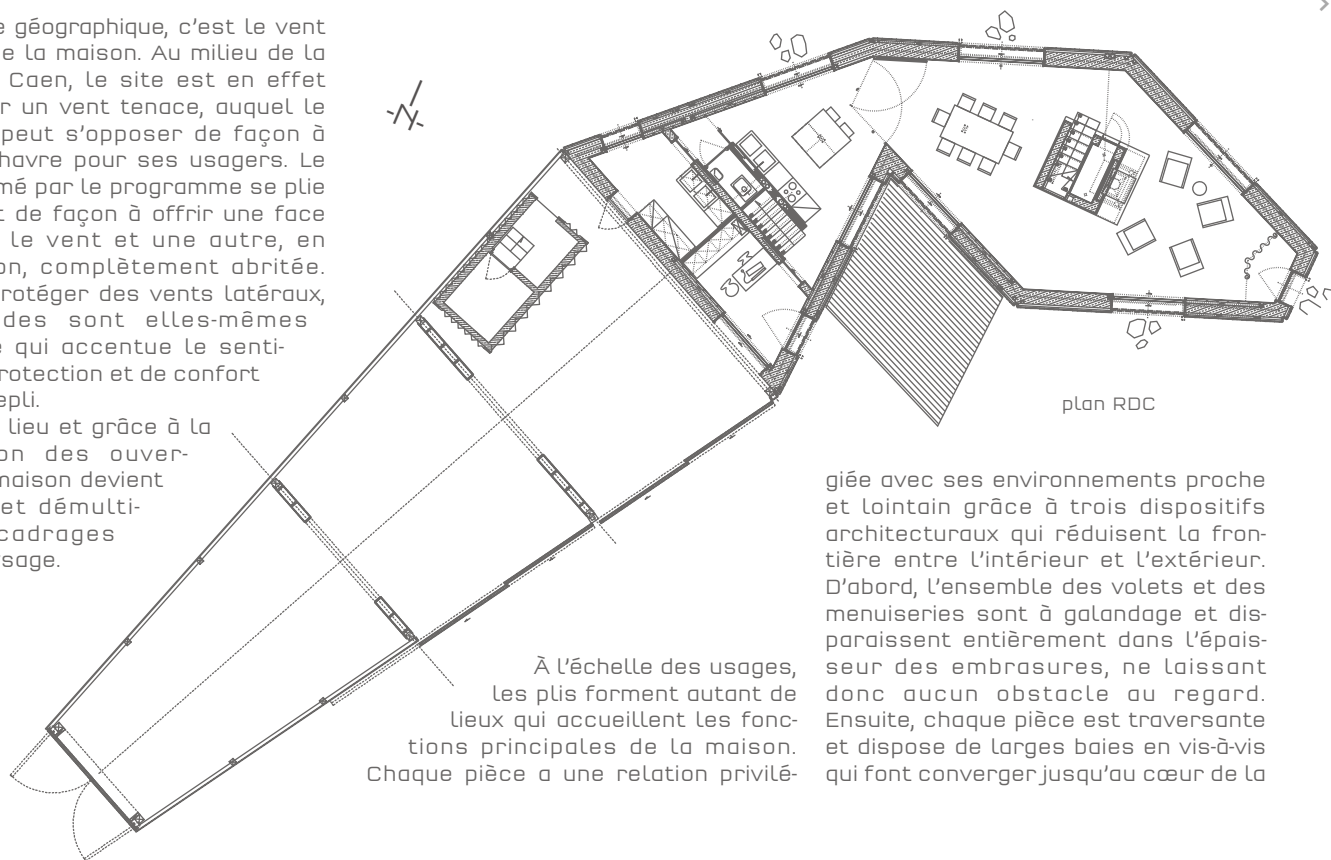 e géographique, c'est le vent
e la maison. Au milieu de la
Caen, le site est en effet
r un vent tenace, auquel le
peut s'opposer de façon à
havre pour ses usagers. Le
mé par le programme se plie
t de façon à offrir une face
le vent et une autre, en
on, complètement abritée.
rotéger des vents latéraux,
des sont elles-mêmes
e qui accentue le senti-
rotection et de confort
epli.
lieu et grâce à la
on des ouver-
maison devient
et démulti-
cadrages
sage.
N
plan RDC
À l'échelle des usages,
les plis forment autant de
lieux qui accueillent les fonc-
tions principales de la maison.
Chaque pièce a une relation privilé-
giée avec ses environnements proche
et lointain grâce à trois dispositifs
architecturaux qui réduisent la fron-
tière entre l'intérieur et l'extérieur.
D'abord, l'ensemble des volets et des
menuiseries sont à galandage et dis-
paraissent entièrement dans l'épais-
seur des embrasures, ne laissant
donc aucun obstacle au regard.
Ensuite, chaque pièce est traversante
et dispose de larges baies en vis-à-vis
qui font converger jusqu'au cœur de la